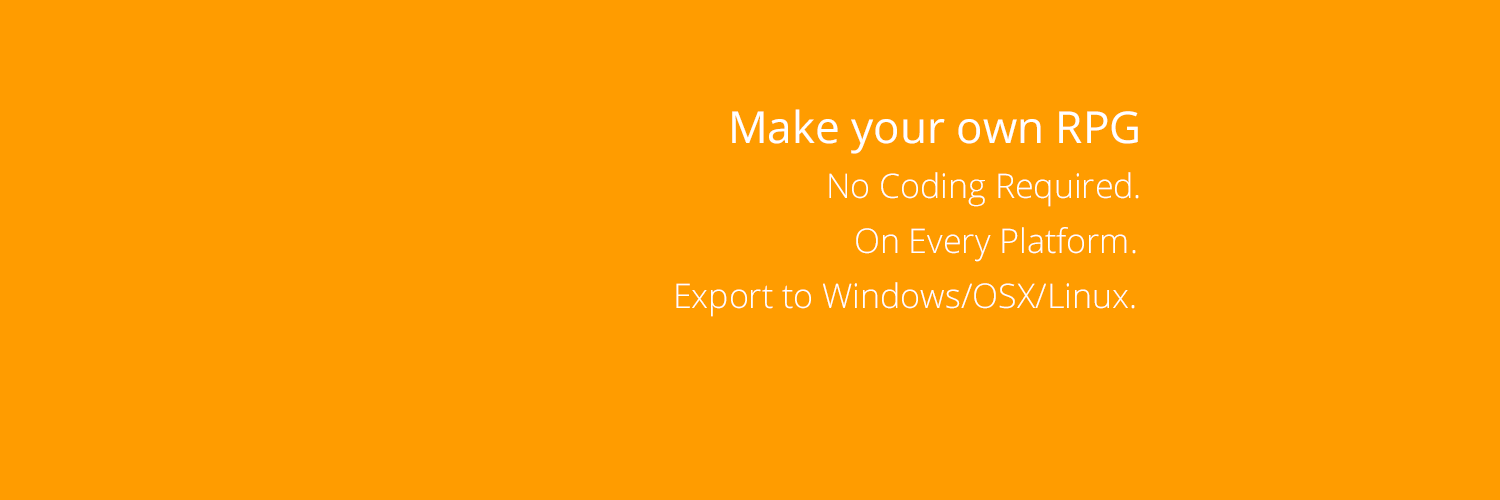 Make your own RPG
No Coding Required.
On Every Platform.
Export to Windows/OSX/Linux.